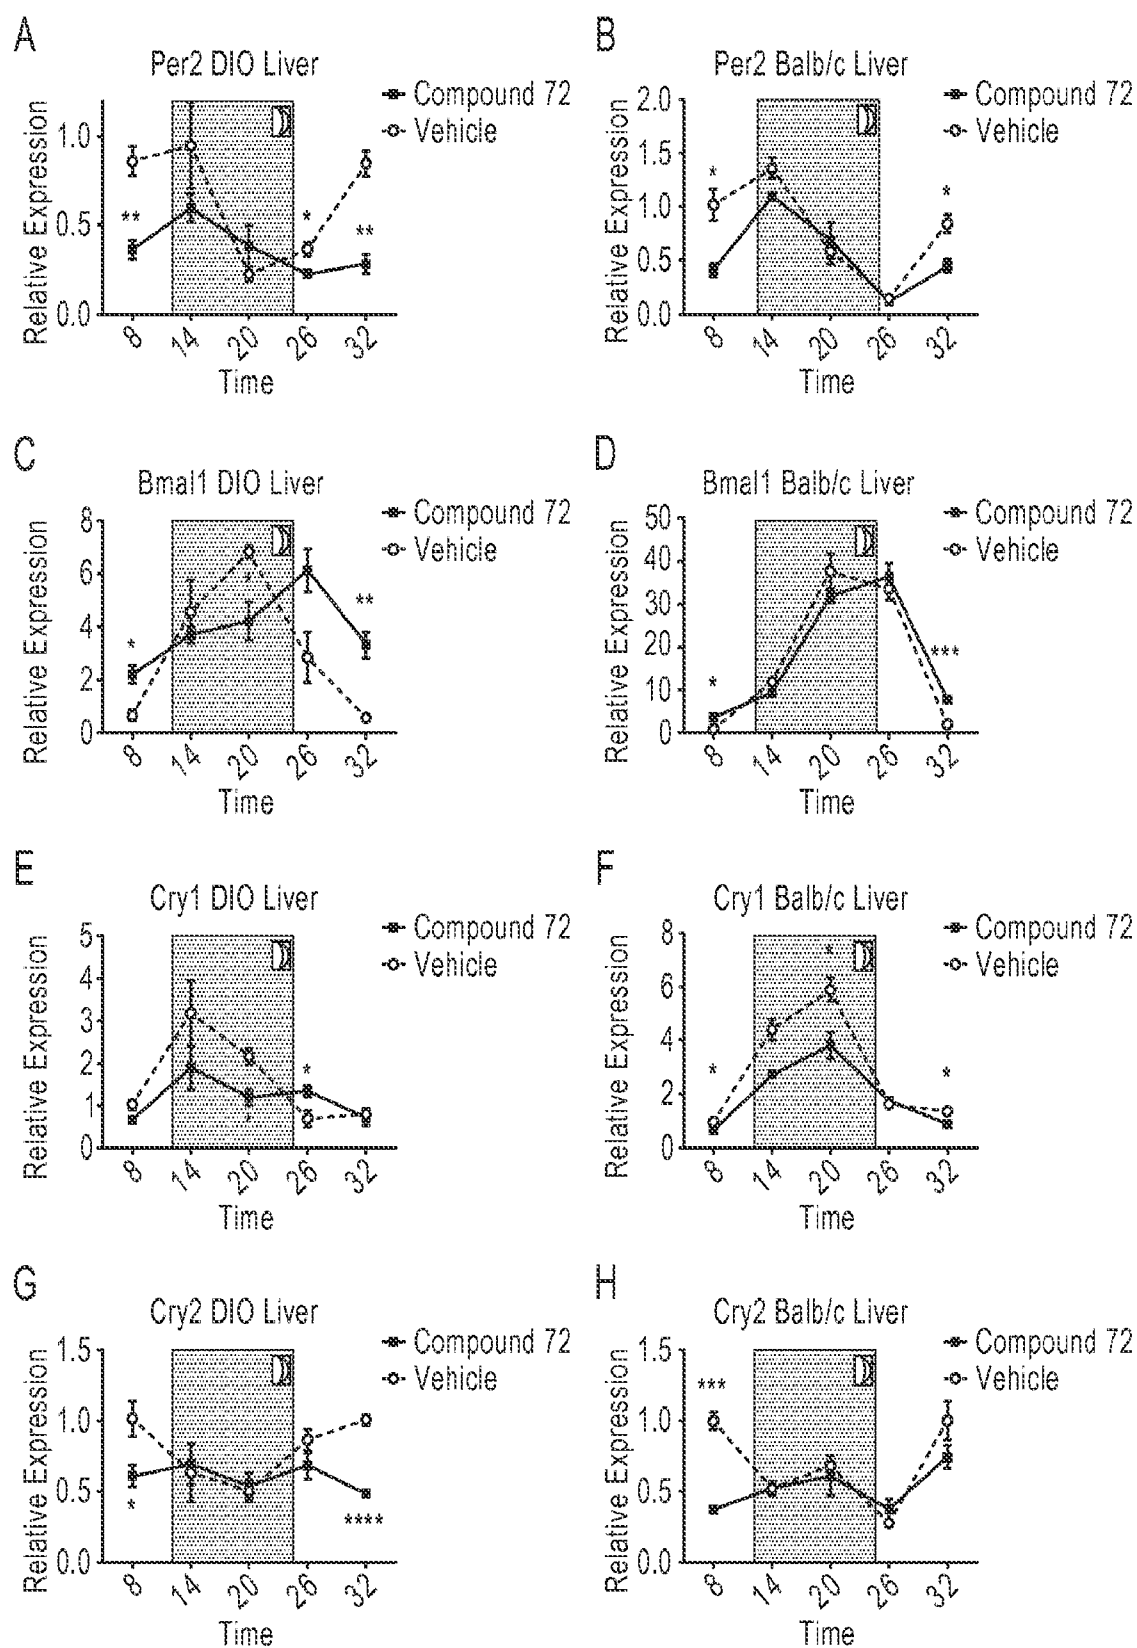 A
Per2 DIO Liver
Compound 72
Vehicle
Relative Expression
1.0
0.5
0.0
**
*
**
8
14
20
26
32
Time
B
Per2 Balb/c Liver
Compound 72
Vehicle
Relative Expression
2.0
1.5
1.0
0.5
0.0
*
*
8
14
20
26
32
Time
C
Bmal1 DIO Liver
Compound 72
Vehicle
Relative Expression
8
6
4
2
0
*
*
**
8
14
20
26
32
Time
D
Bmal1 Balb/c Liver
Compound 72
Vehicle
Relative Expression
50
40
30
20
10
0
*
***
8
14
20
26
32
Time
E
Cry1 DIO Liver
Compound 72
Vehicle
Relative Expression
5
4
3
2
1
0
*
8
14
20
26
32
Time
F
Cry1 Balb/c Liver
Compound 72
Vehicle
Relative Expression
8
6
4
2
0
*
*
*
8
14
20
26
32
Time
G
Cry2 DIO Liver
Compound 72
Vehicle
Relative Expression
1.5
1.0
0.5
0.0
*
****
8
14
20
26
32
Time
H
Cry2 Balb/c Liver
Compound 72
Vehicle
Relative Expression
1.5
1.0
0.5
0.0
***
8
14
20
26
32
Time